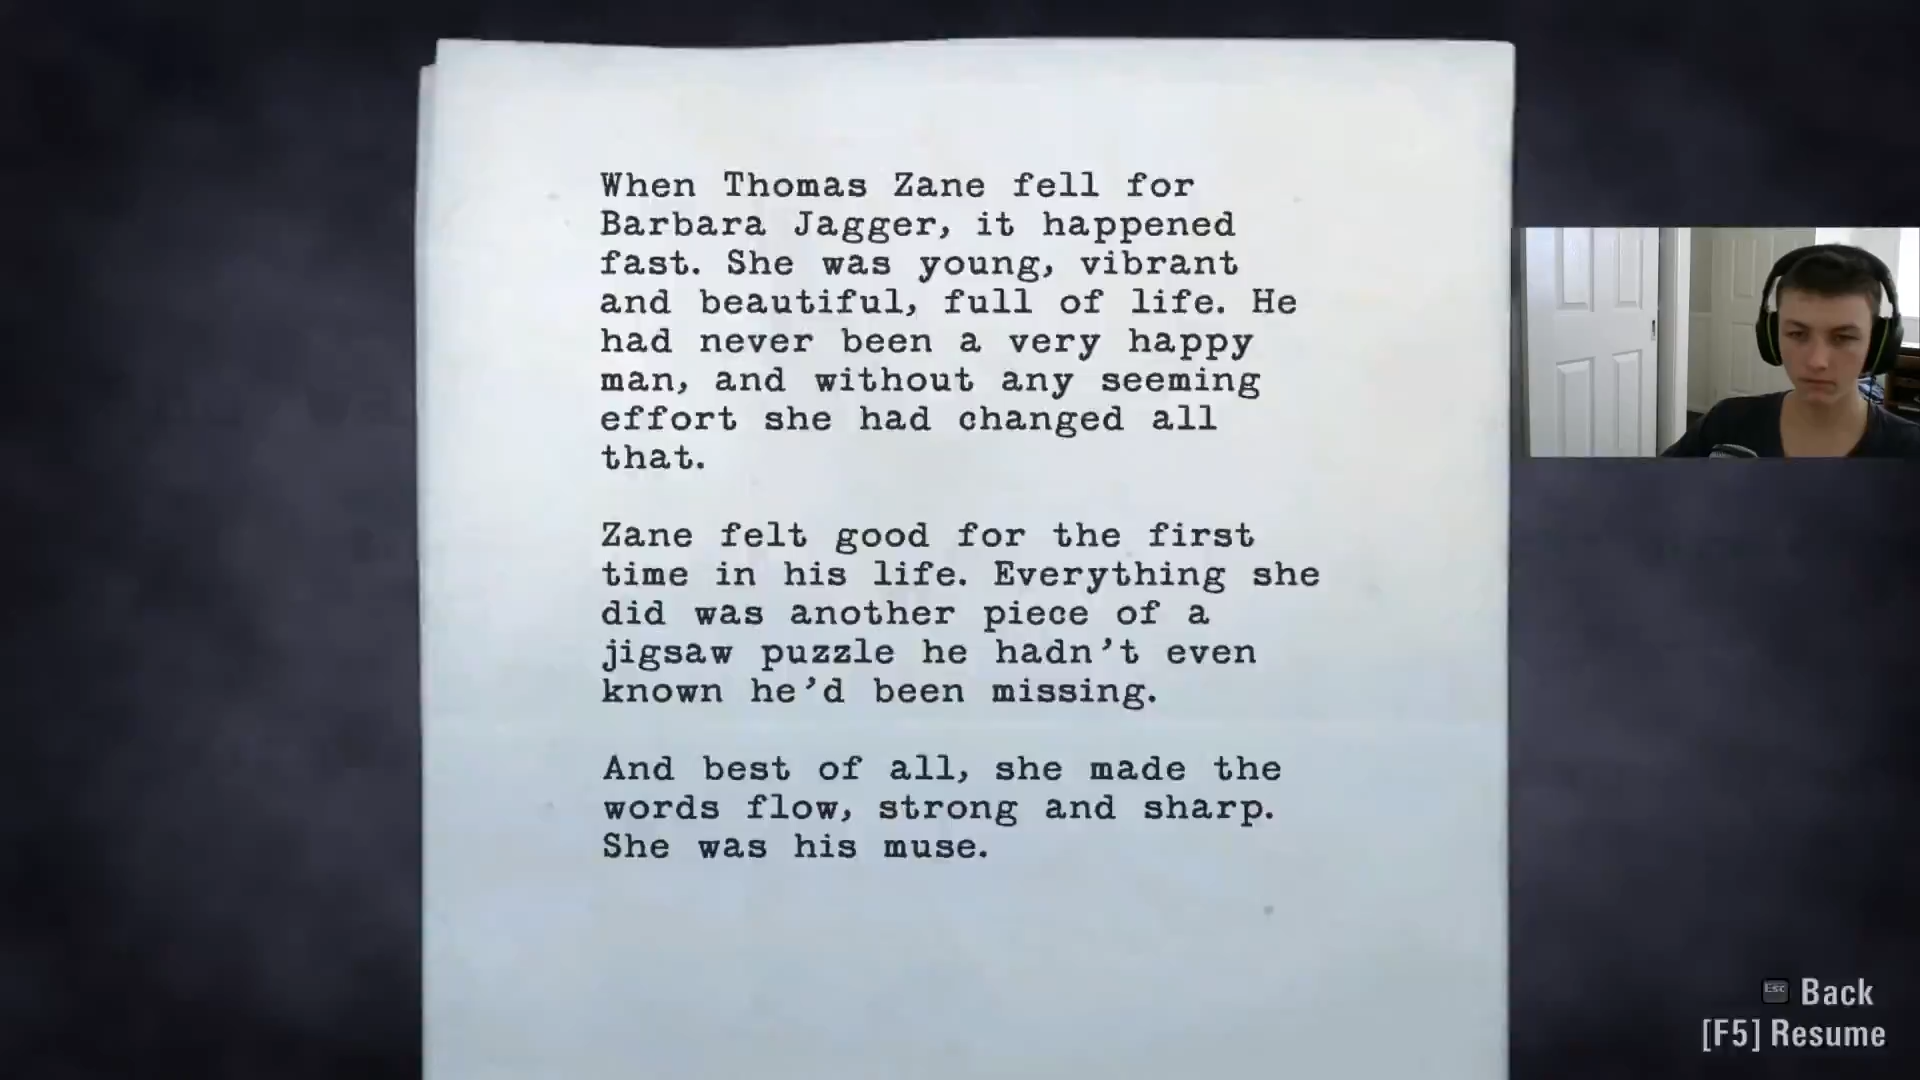 When Thomas Zane fell for
Barbara Jagger, it happened
fast. She was young, vibrant
and beautiful, full of life. He
had never been a very happy
man, and without any seeming
effort she had changed all
that.
Zane felt good for the first
time in his life. Everything she
did was another piece of a
jigsaw puzzle he hadn't even
known he'd been missing.
And best of all, she made the
words flow, strong and sharp.
She was his muse.
Esc Back
[F5] Resume